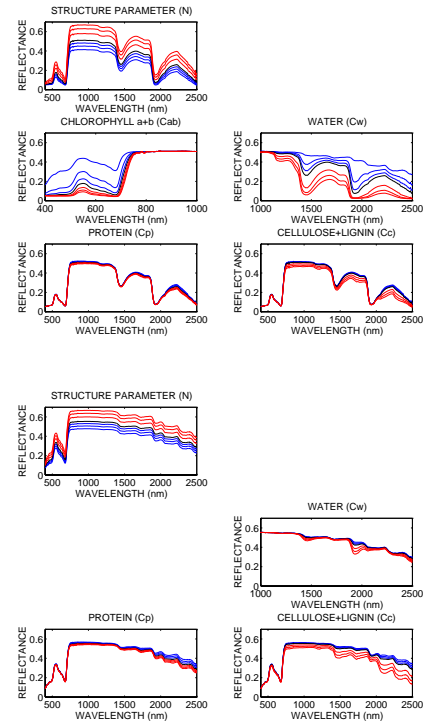 STRUCTURE PARAMETER (N)
REFLECTANCE
0.6
0.4
0.2
0
500 1000 1500 2000 2500
WAVELENGTH (nm)
CHLOROPHYLL a+b (Cab)
REFLECTANCE
0.6
0.4
0.2
0
400 600 800 1000
WAVELENGTH (nm)
WATER (Cw)
REFLECTANCE
0.6
0.4
0.2
0
1000 1500 2000 2500
WAVELENGTH (nm)
PROTEIN (Cp)
REFLECTANCE
0.6
0.4
0.2
0
500 1000 1500 2000 2500
WAVELENGTH (nm)
CELLULOSE+LIGNIN (Cc)
REFLECTANCE
0.6
0.4
0.2
0
500 1000 1500 2000 2500
WAVELENGTH (nm)
STRUCTURE PARAMETER (N)
REFLECTANCE
0.6
0.4
0.2
0
500 1000 1500 2000 2500
WAVELENGTH (nm)
WATER (Cw)
REFLECTANCE
0.6
0.4
0.2
0
1000 1500 2000 2500
WAVELENGTH (nm)
PROTEIN (Cp)
REFLECTANCE
0.6
0.4
0.2
0
500 1000 1500 2000 2500
WAVELENGTH (nm)
CELLULOSE+LIGNIN (Cc)
REFLECTANCE
0.6
0.4
0.2
0
500 1000 1500 2000 2500
WAVELENGTH (nm)